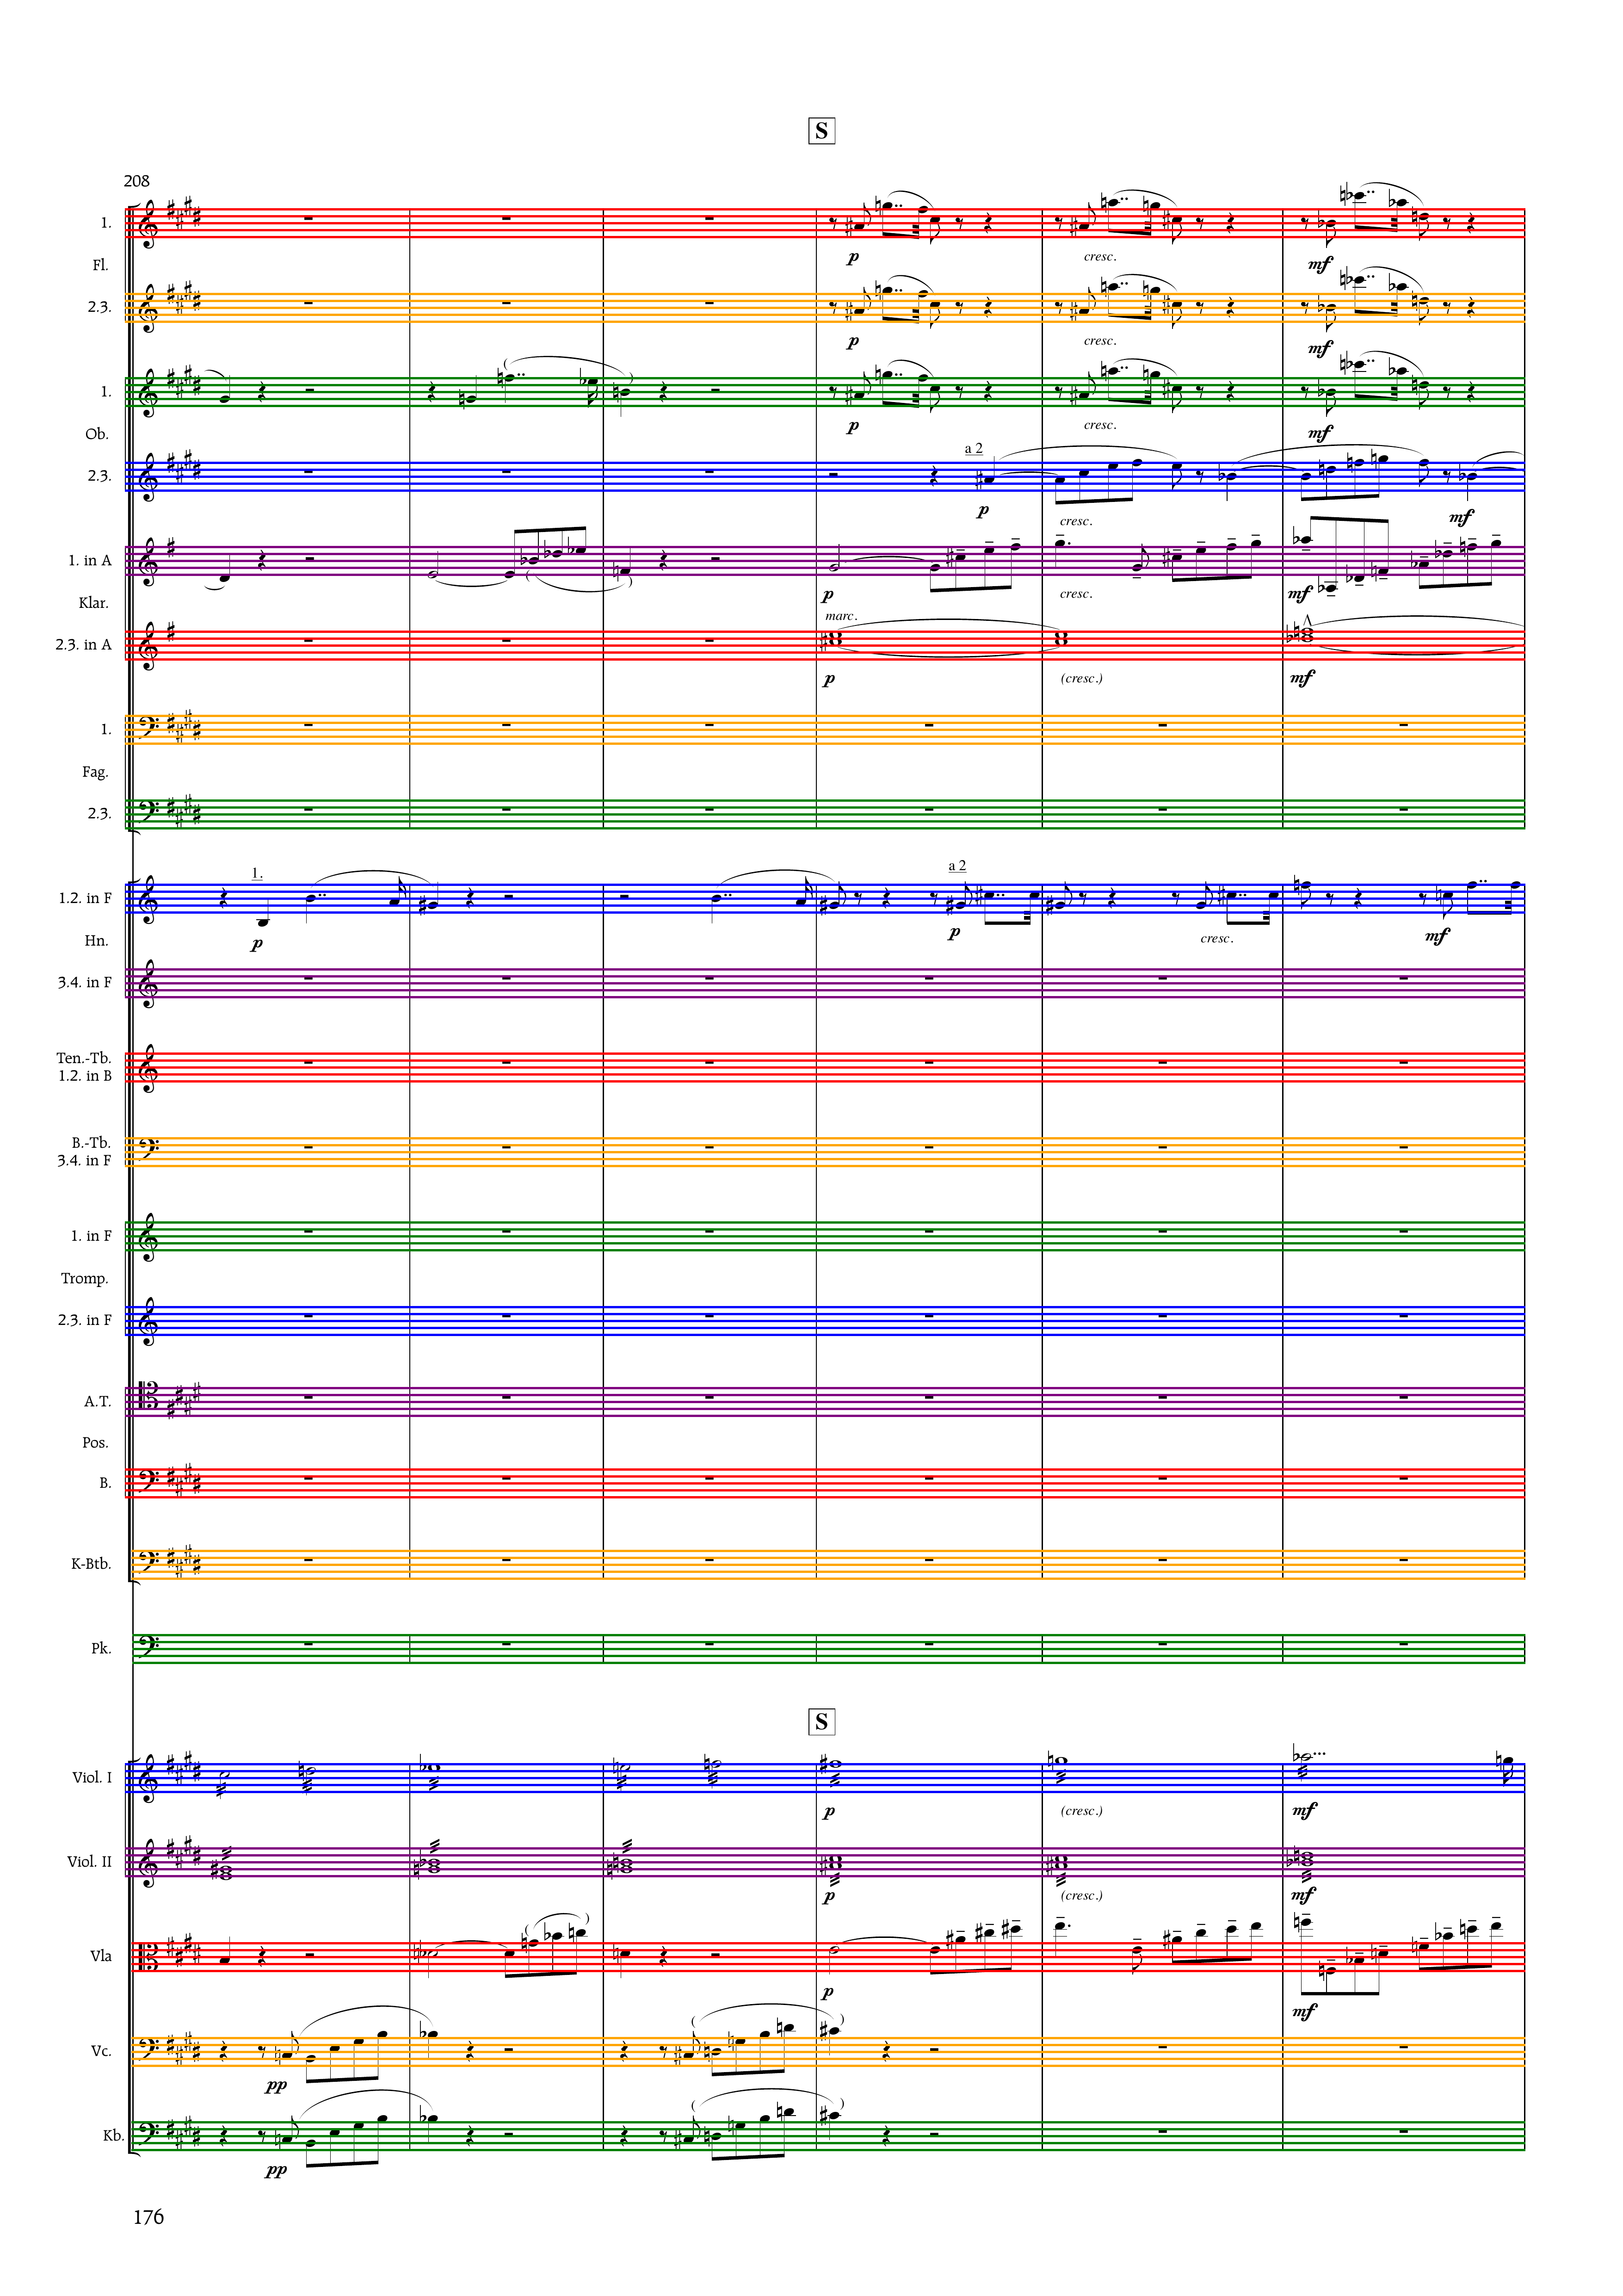 S
208
1.
Fl.
p cresc. mf
2.3.
p cresc. mf
1.
Ob.
p cresc. mf
a 2
2.3.
p cresc. mf
1. in A
Klar.
p cresc. mf
marc.
2.3. in A
p (cresc.) mf
1.
Fag.
2.3.
1. a 2
1.2. in F
Hn.
p p cresc. mf
3.4. in F
Ten.-Tb.
1.2. in B
B.-Tb.
3.4. in F
1. in F
Tromp.
2.3. in F
A.T.
Pos.
B.
K-Btb.
Pk.
S
Viol. I
p (cresc.) mf
Viol. II
p (cresc.) mf
Vla
p mf
Vc.
pp
Kb.
pp
176